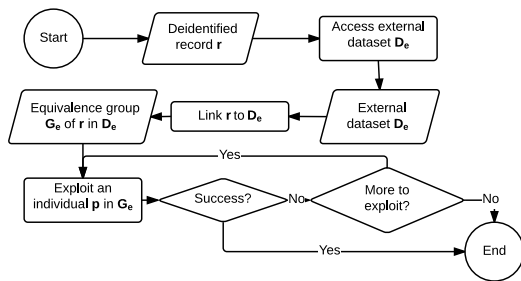 Start
Deidentified
record r
Access external
dataset De
Equivalence group
Ge of r in De
Link r to De
External
dataset De
Yes
Exploit an
individual p in Ge
Success?
No
More to
exploit?
No
Yes
End